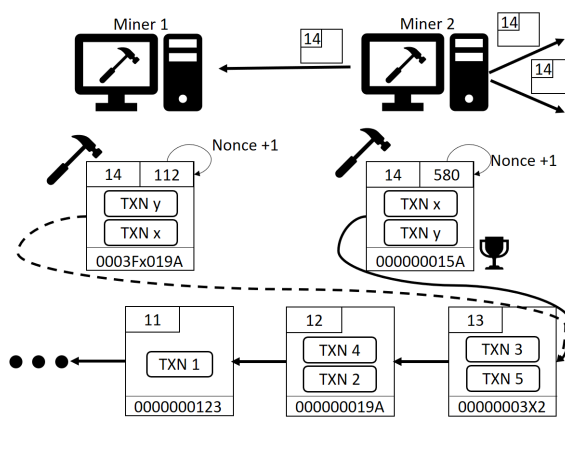 Miner 1
Miner 2
14
14
14
Nonce +1
Nonce +1
14 112
TXN y
TXN x
0003Fx019A
14 580
TXN x
TXN y
000000015A
11
TXN 1
0000000123
12
TXN 4
TXN 2
000000019A
13
TXN 3
TXN 5
00000003X2